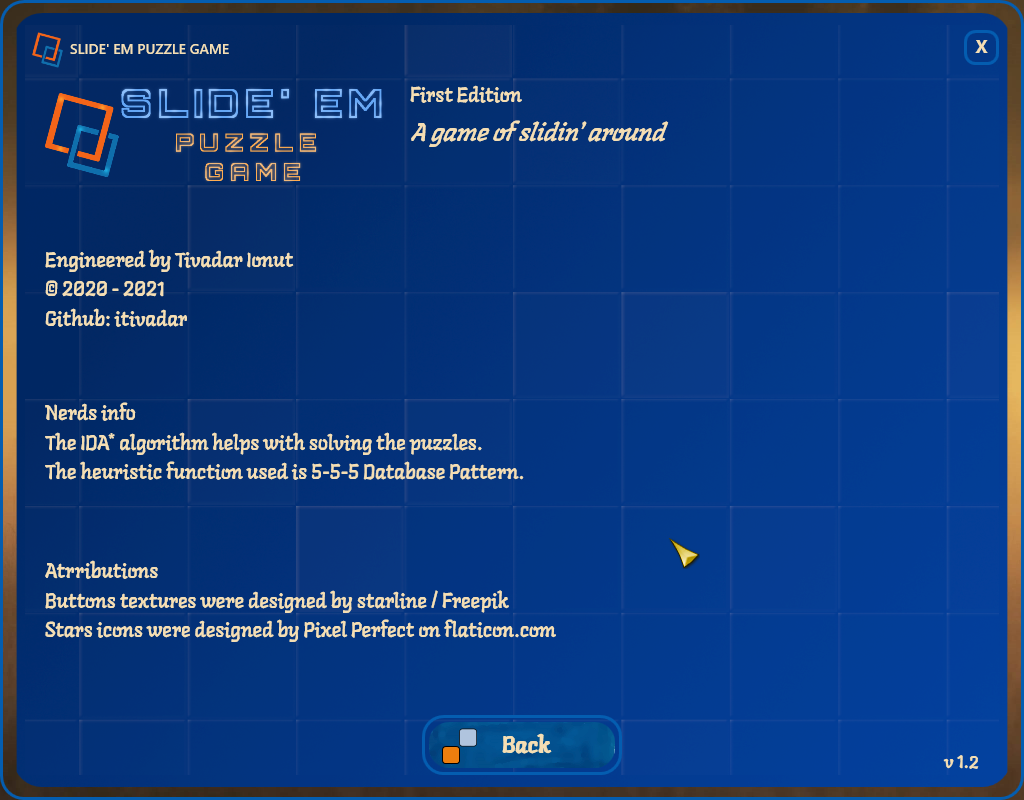 SLIDE' EM PUZZLE GAME
X
SLIDE' EM
PUZZLE
GAME
First Edition
A game of slidin' around
Engineered by Tivadar Ionut
© 2020 - 2021
Github: itivadar
Nerds info
The IDA* algorithm helps with solving the puzzles.
The heuristic function used is 5-5-5 Database Pattern.
Atrributions
Buttons textures were designed by starline / Freepik
Stars icons were designed by Pixel Perfect on flaticon.com
Back
v 1.2